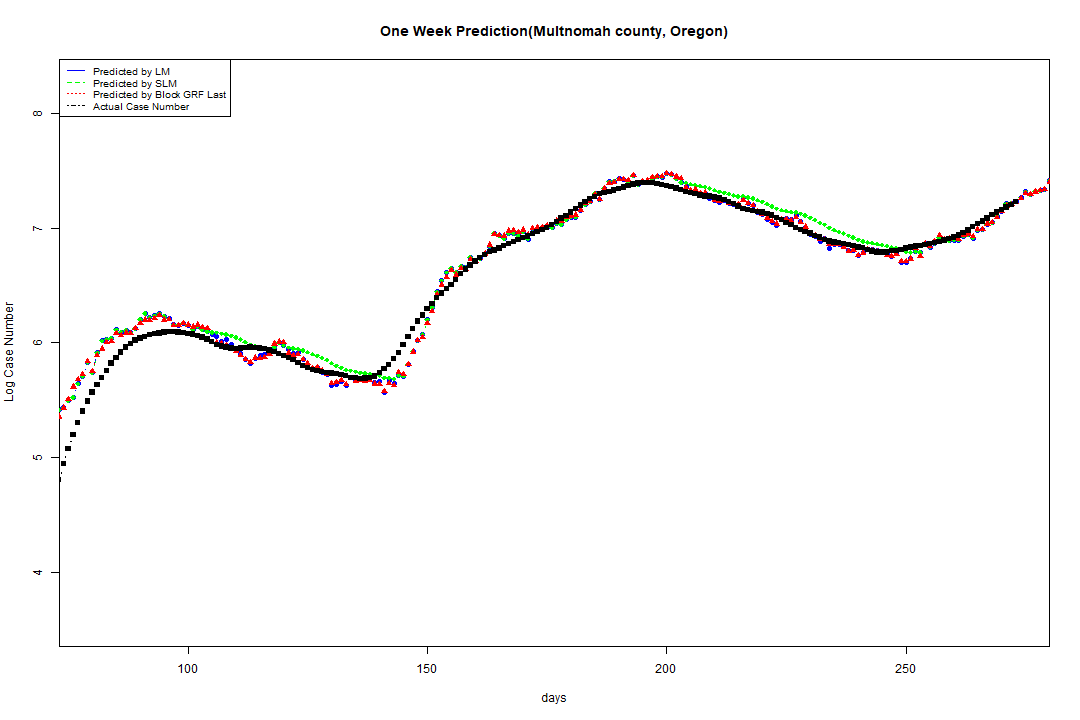 One Week Prediction(Multnomah county, Oregon)
Predicted by LM
Predicted by SLM
Predicted by Block GRF Last
Actual Case Number
8
7
6
5
4
Log Case Number
100 150 200 250
days